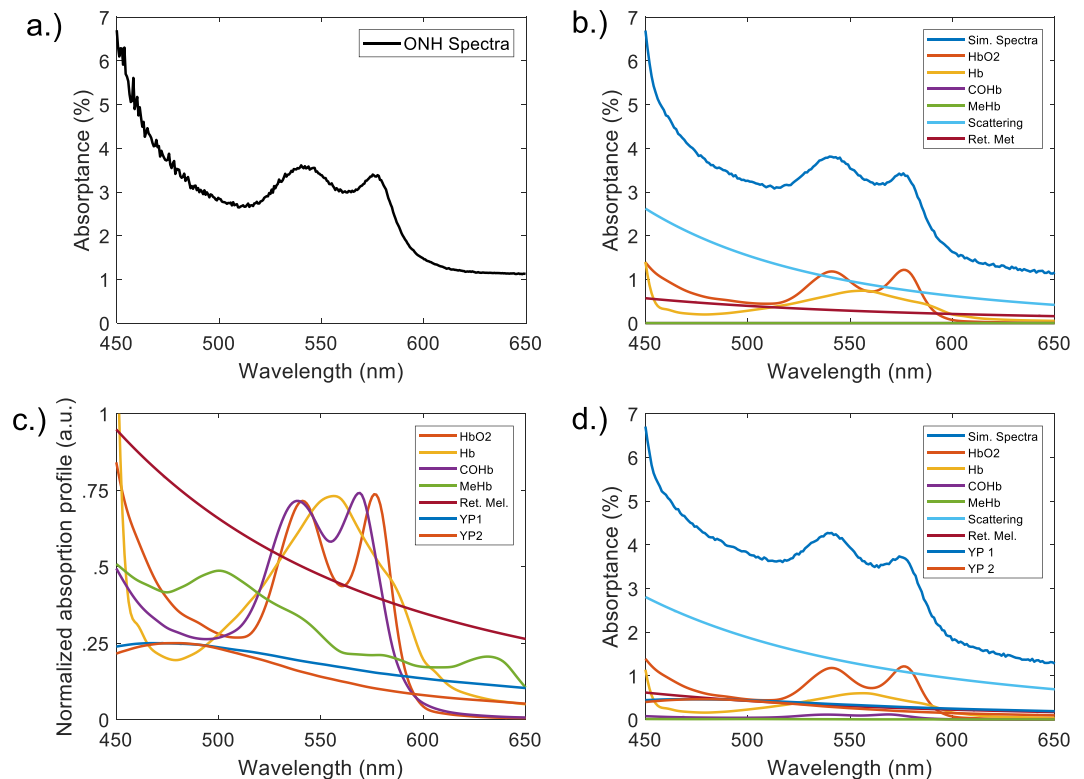 a.)
7
6
5
4
3
2
1
0
Absorptance (%)
450 500 550 600 650
Wavelength (nm)
ONH Spectra
b.)
7
6
5
4
3
2
1
0
Absorptance (%)
450 500 550 600 650
Wavelength (nm)
Sim. Spectra
HbO2
Hb
COHb
MeHb
Scattering
Ret. Met
c.)
1
.75
.5
.25
0
Normalized absoprtion profile (a.u.)
450 500 550 600 650
Wavelength (nm)
HbO2
Hb
COHb
MeHb
Ret. Mel.
YP1
YP2
d.)
7
6
5
4
3
2
1
0
Absorptance (%)
450 500 550 600 650
Wavelength (nm)
Sim. Spectra
HbO2
Hb
COHb
MeHb
Scattering
Ret. Mel.
YP 1
YP 2